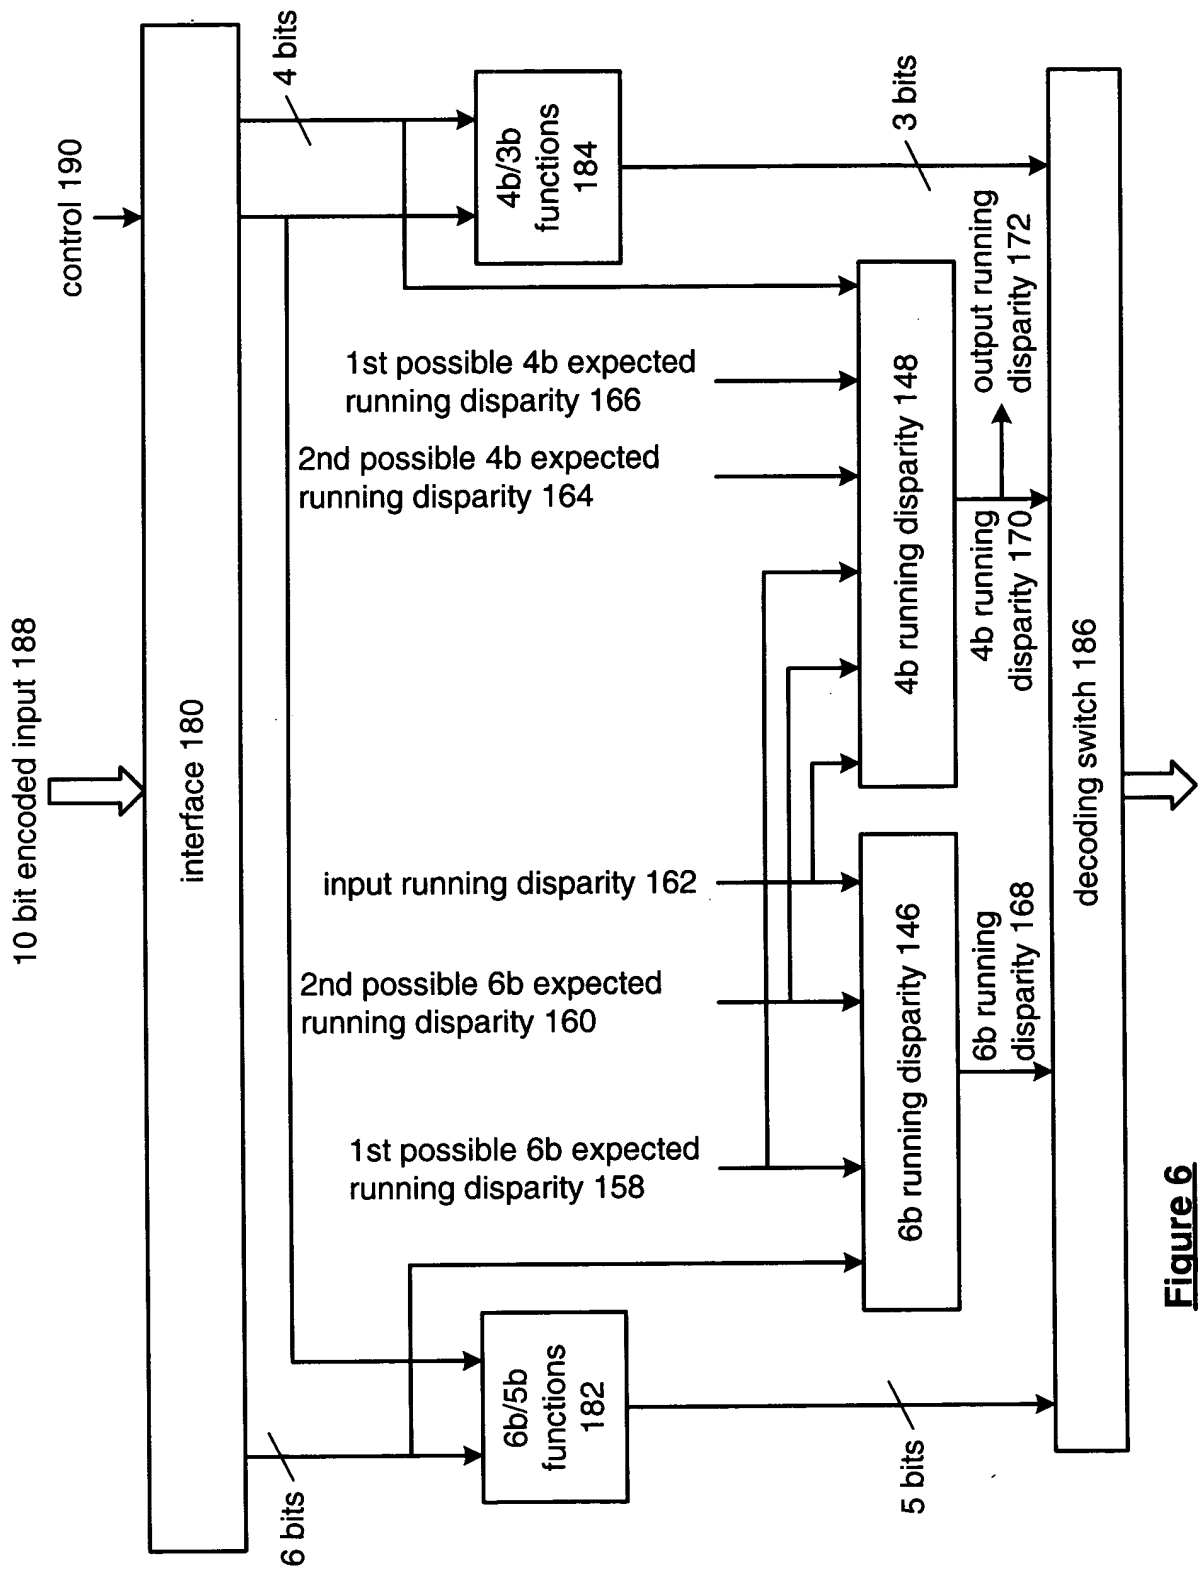 10 bit encoded input 188
control 190
interface 180
6 bits
4 bits
6b/5b
functions
182
4b/3b
functions
184
1st possible 6b expected
running disparity 158
2nd possible 6b expected
running disparity 160
input running disparity 162
2nd possible 4b expected
running disparity 164
1st possible 4b expected
running disparity 166
6b running disparity 146
4b running disparity 148
5 bits
6b running
disparity 168
4b running
disparity 170
output running
disparity 172
3 bits
decoding switch 186
Figure 6